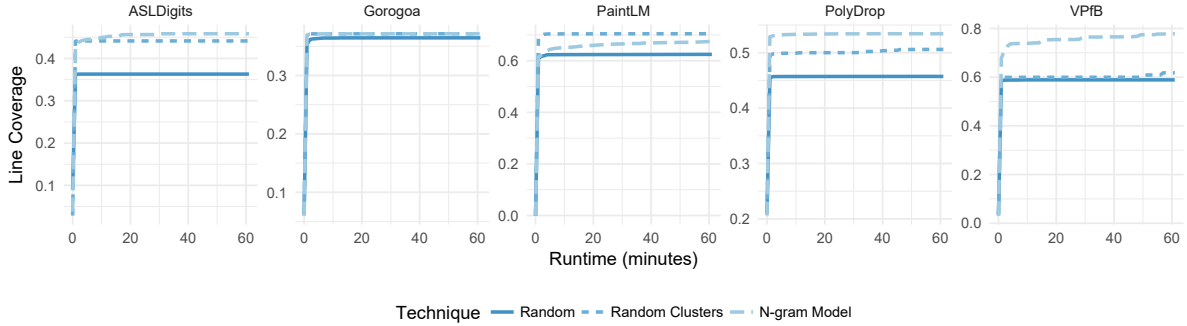 ASLDigits Gorogoa PaintLM PolyDrop VPfB
Line Coverage
0.4 0.3 0.2 0.1
0.3 0.2 0.1
0.6 0.4 0.2 0.0
0.5 0.4 0.3 0.2
0.8 0.6 0.4 0.2 0.0
0 20 40 60 0 20 40 60 0 20 40 60 0 20 40 60 0 20 40 60
Runtime (minutes)
Technique Random Random Clusters N-gram Model